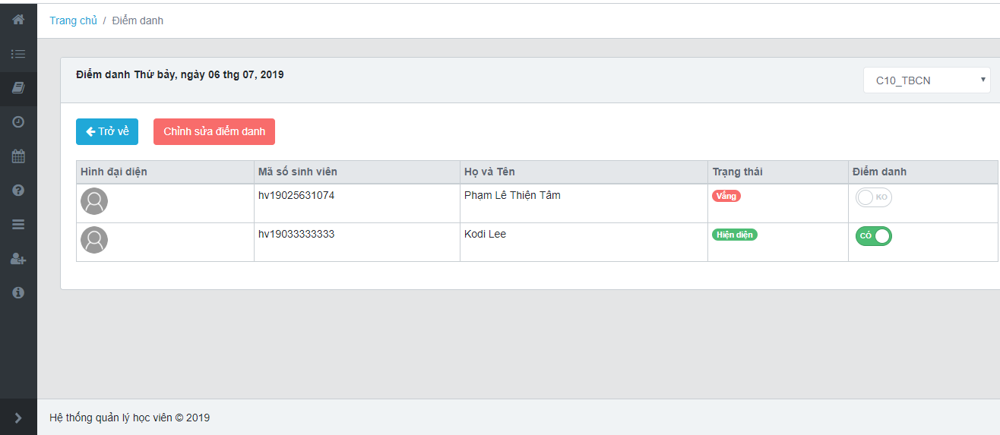 Trang chủ / Điểm danh
Điểm danh Thứ bảy, ngày 06 thg 07, 2019
C10_TBCN
Trở về
Chỉnh sửa điểm danh
Hình đại diện Mã số sinh viên Họ và Tên Trạng thái Điểm danh
hv19025631074 Phạm Lê Thiện Tâm Vắng KO
hv19033333333 Kodi Lee Hiện diện CÓ
Hệ thống quản lý học viên © 2019